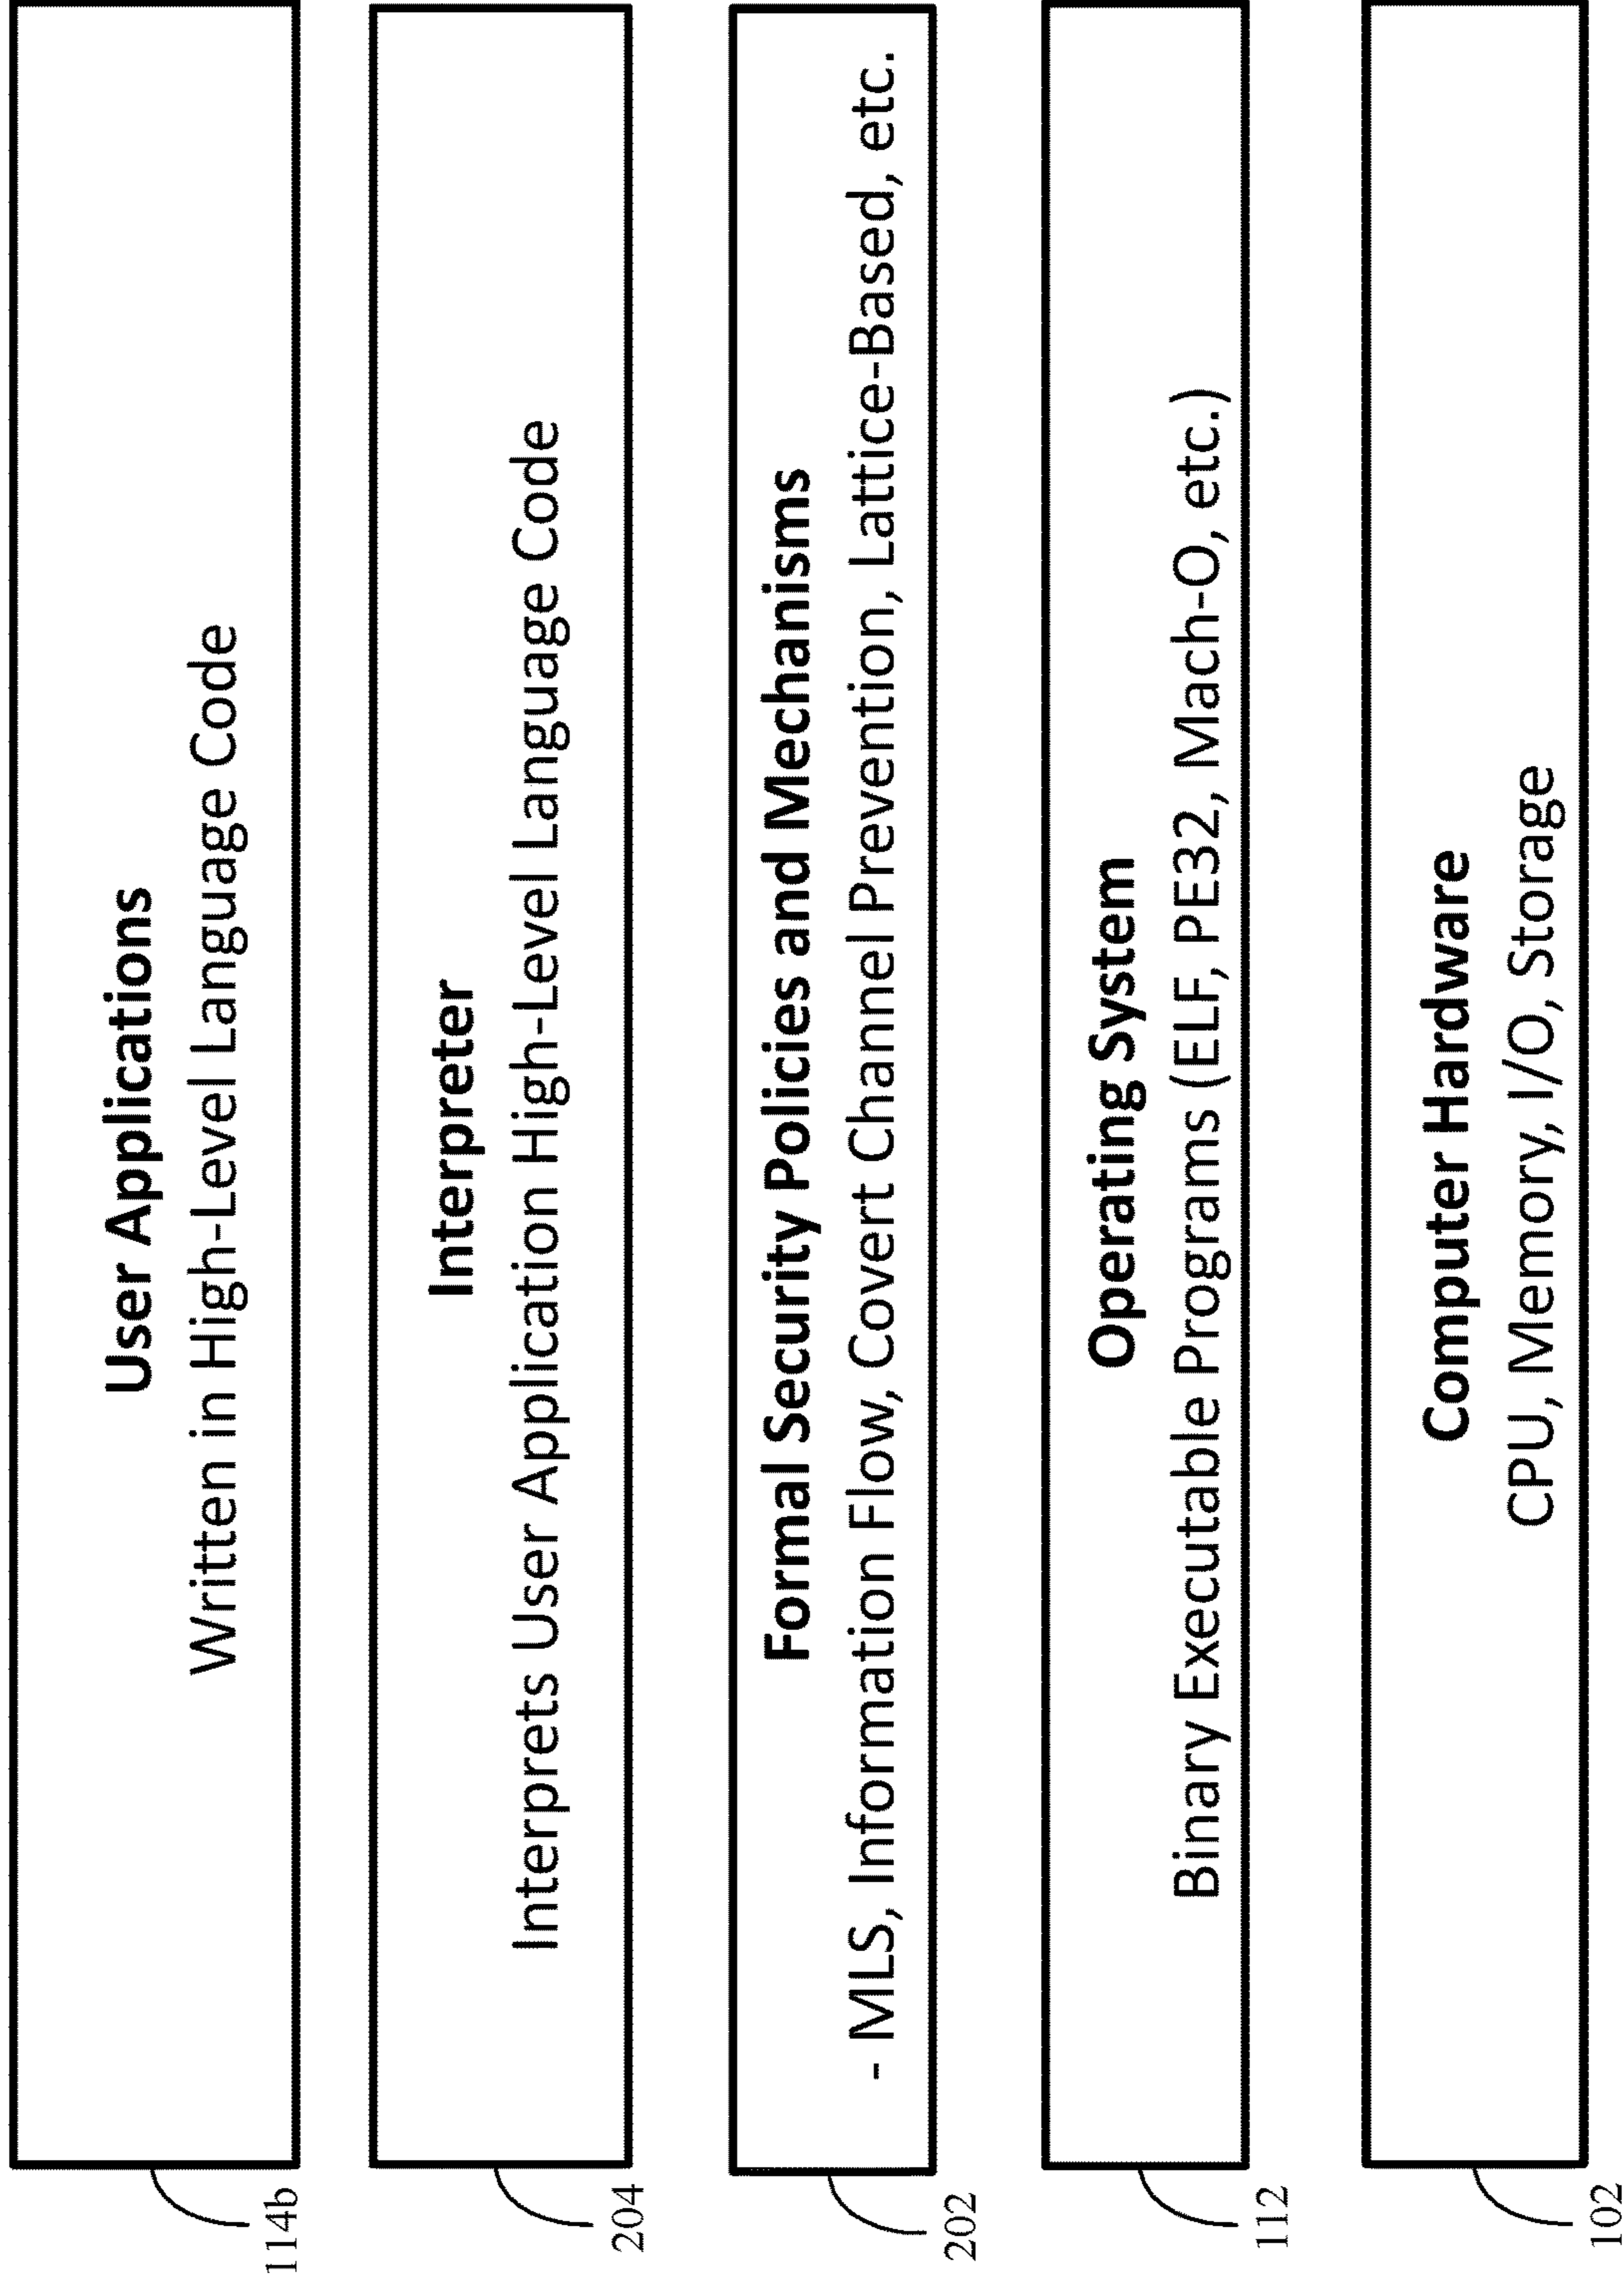 User Applications
Written in High-Level Language Code
114b
Interpreter
Interprets User Application High-Level Language Code
204
Formal Security Policies and Mechanisms
- MLS, Information Flow, Covert Channel Prevention, Lattice-Based, etc.
202
Operating System
Binary Executable Programs (ELF, PE32, Mach-O, etc.)
112
Computer Hardware
CPU, Memory, I/O, Storage
102